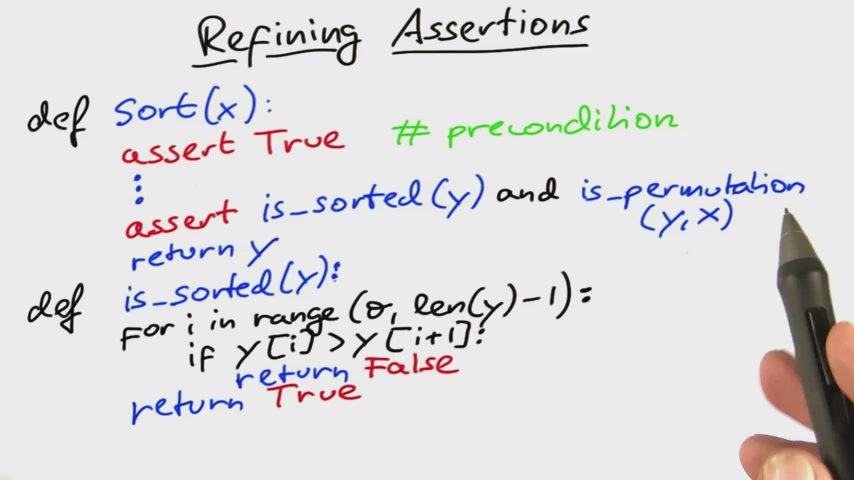 Refining Assertions
def sort(x):
assert True # precondition
⋮
assert is_sorted(y) and is_permutation
(y, x)
return y
def is_sorted(y):
for i in range (0, len(y)-1):
if y[i] > y[i+1]:
return False
return True